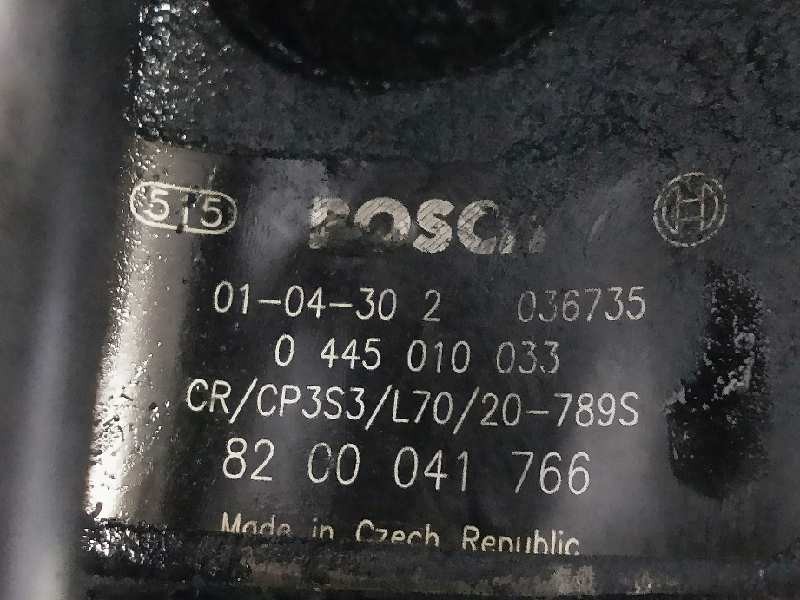 515 BOSCH
01-04-30 2 036735
0 445 010 033
CR/CP3S3/L70/20-789S
82 00 041 766
Made in Czech Republic